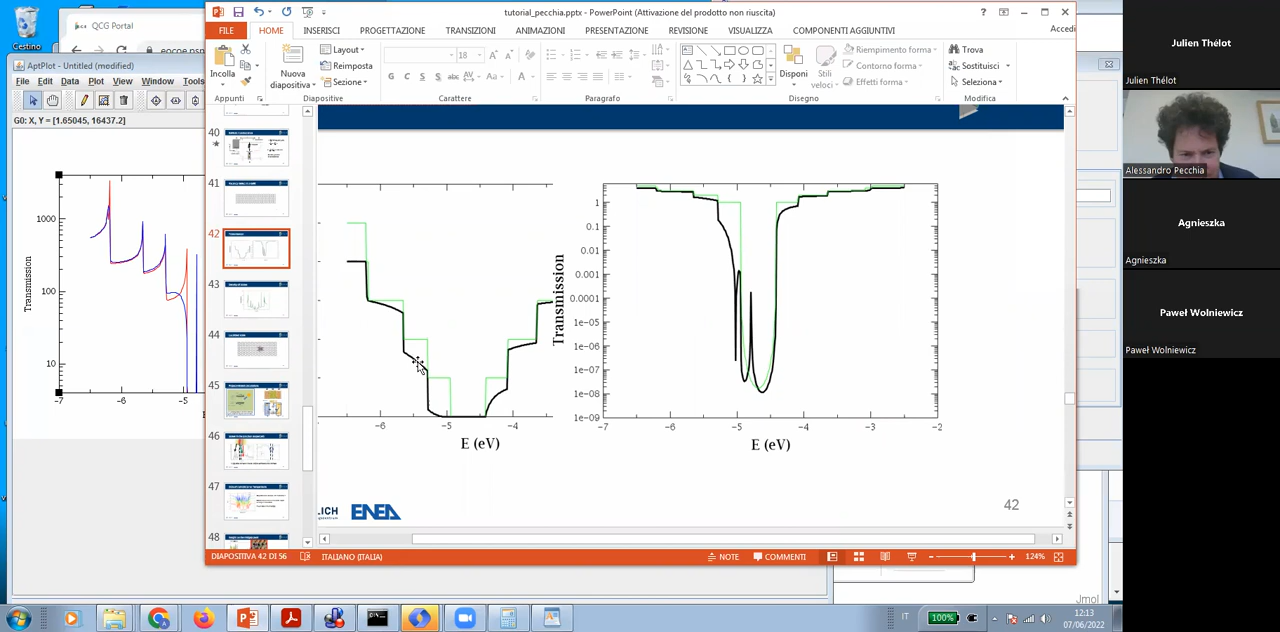 Cestino
QCG Portal
eocoe.psn
AptPlot - Untitled (modified)
File Edit Data Plot View Window Tools
G0: X, Y = [1.65045, 16437.2]
1000
100
10
Transmission
-7 -6 -5
tutorial_pecchia.pptx - PowerPoint (Attivazione del prodotto non riuscita)
FILE HOME INSERISCI PROGETTAZIONE TRANSIZIONI ANIMAZIONI PRESENTAZIONE REVISIONE VISUALIZZA COMPONENTI AGGIUNTIVI Accedi
Incolla
Nuova diapositiva
Layout
Reimposta
Sezione
18
G C S S abc AV Aa A
Disponi
Stili veloci
Riempimento forma
Contorno forma
Effetti forma
Trova
Sostituisci
Seleziona
Appunti Diapositive Carattere Paragrafo Disegno Modifica
40
41
42
43
44
45
46
47
48
-6 -5 -4
E (eV)
Transmission
1
0.1
0.01
0.001
0.0001
1e-05
1e-06
1e-07
1e-08
1e-09
-7 -6 -5 -4 -3 -2
E (eV)
LICH
ENEA
42
DIAPOSITIVA 42 DI 56 ITALIANO (ITALIA) NOTE COMMENTI 124%
Jmol
IT 100% 12:13
07/06/2022
Julien Thélot
Julien Thélot
Alessandro Pecchia
Agnieszka
Agnieszka
Paweł Wolniewicz
Paweł Wolniewicz